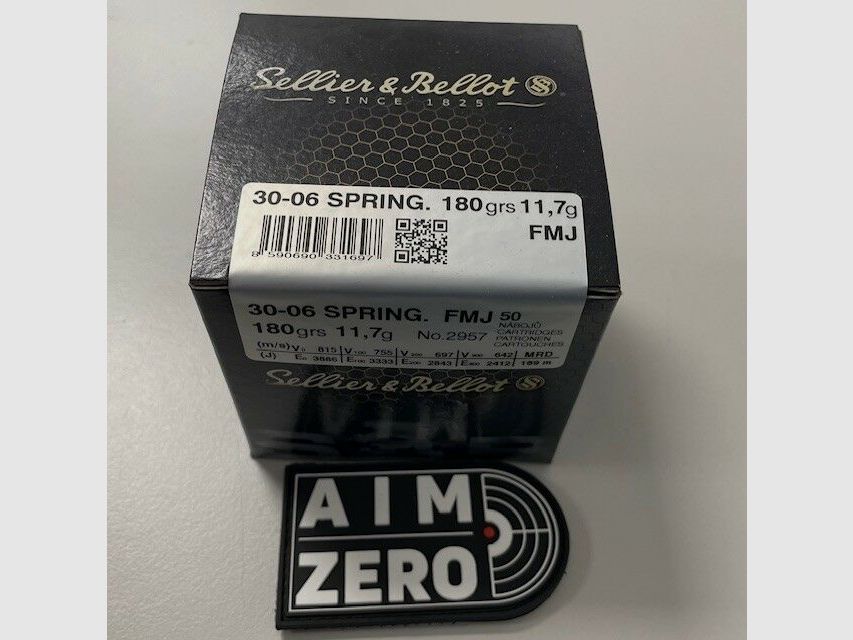 Sellier & Bellot SB
SINCE 1825
30-06 SPRING. 180grs 11,7g
FMJ
8 590690 331697
30-06 SPRING. FMJ 50
180grs 11,7g No.2957
NÁBOJŮ
CARTRIDGES
PATRONEN
CARTOUCHES
(m/s) V0 815 V100 755 V200 697 V300 642 MRD
(J) E0 3886 E100 3333 E200 2843 E300 2412 189 m
Sellier & Bellot SB
AIM
ZERO